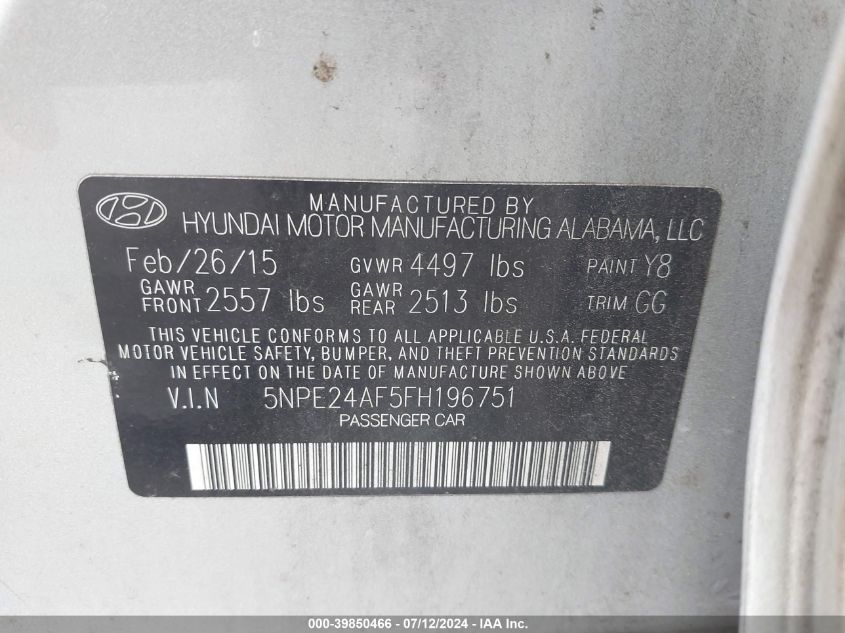 MANUFACTURED BY
HYUNDAI MOTOR MANUFACTURING ALABAMA, LLC
Feb/26/15 GVWR 4497 lbs PAINT Y8
GAWR FRONT 2557 lbs GAWR REAR 2513 lbs TRIM GG
THIS VEHICLE CONFORMS TO ALL APPLICABLE U.S.A. FEDERAL
MOTOR VEHICLE SAFETY, BUMPER, AND THEFT PREVENTION STANDARDS
IN EFFECT ON THE DATE OF MANUFACTURE SHOWN ABOVE
V.I.N 5NPE24AF5FH196751
PASSENGER CAR
000-39850466 - 07/12/2024 - IAA Inc.